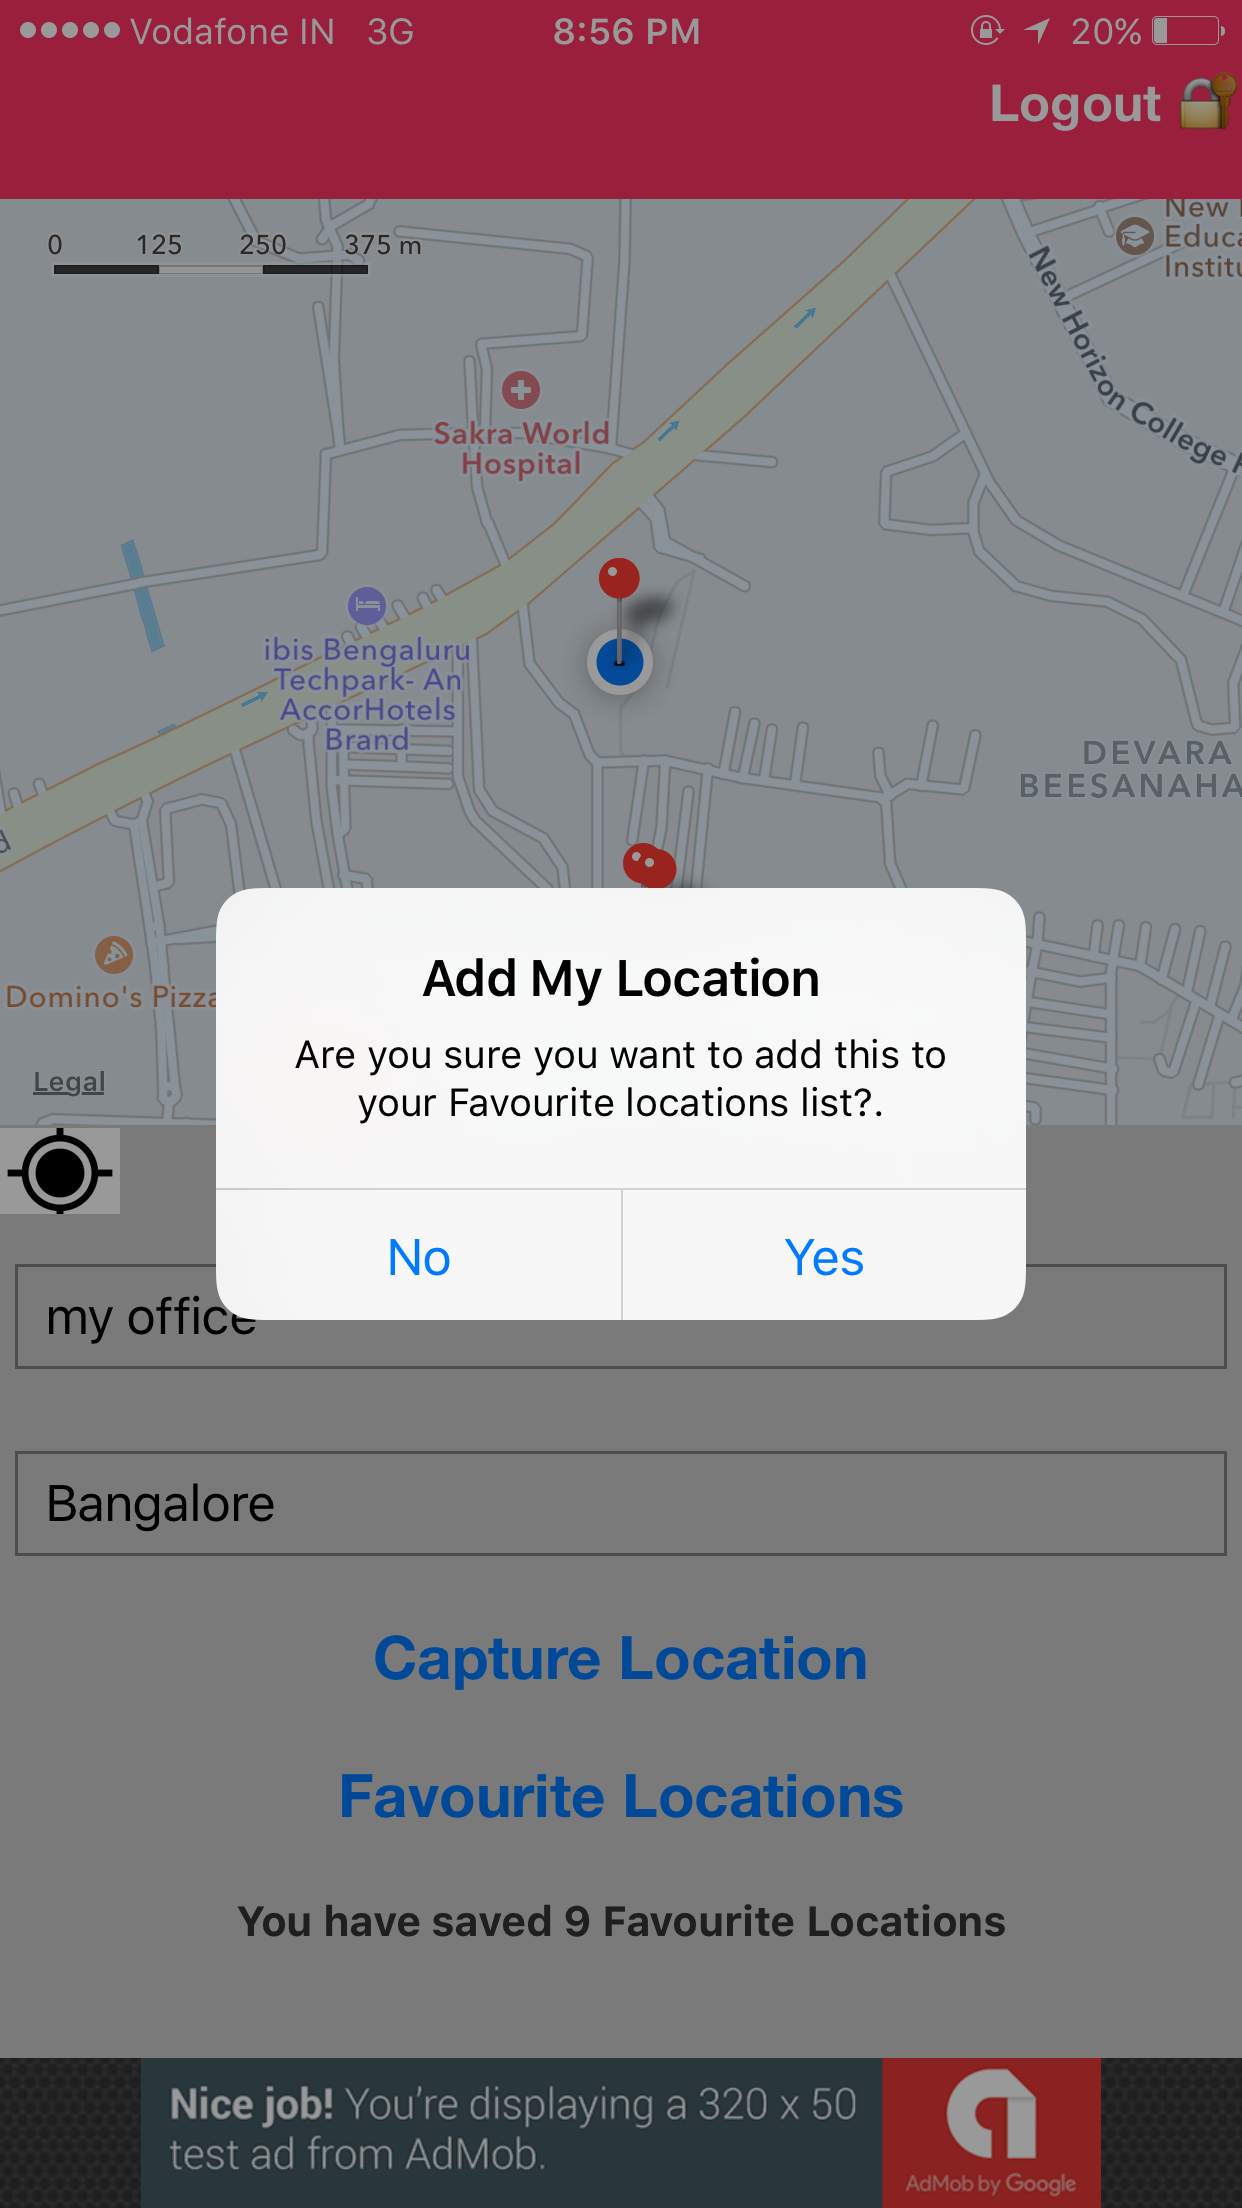 Vodafone IN 3G 8:56 PM 20%
Logout
0 125 250 375 m
New
Educa
Institu
New Horizon College
Sakra World
Hospital
ibis Bengaluru
Techpark- An
AccorHotels
Brand
DEVARA
BEESANAHA
Domino's Pizza
Legal
Add My Location
Are you sure you want to add this to
your Favourite locations list?.
No Yes
my office
Bangalore
Capture Location
Favourite Locations
You have saved 9 Favourite Locations
Nice job! You're displaying a 320 x 50
test ad from AdMob.
AdMob by Google